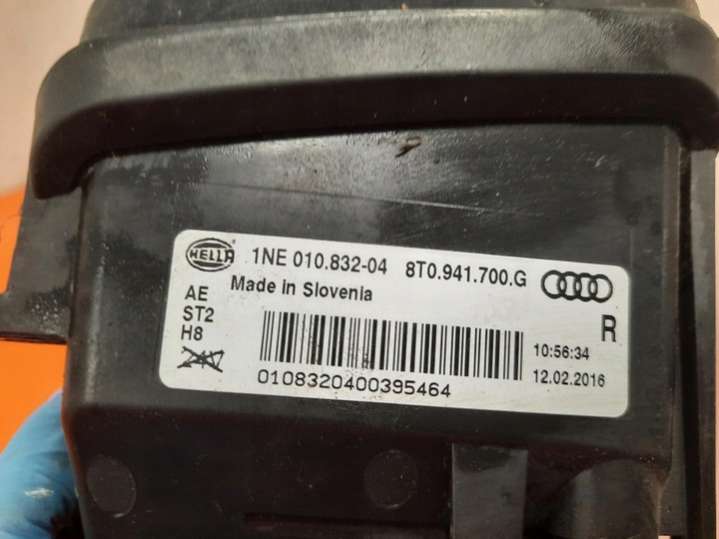 HELLA 1NE 010.832-04 8T0.941.700.G
Made in Slovenia
AE
ST2
H8
R
10:56:34
0108320400395464
12.02.2016